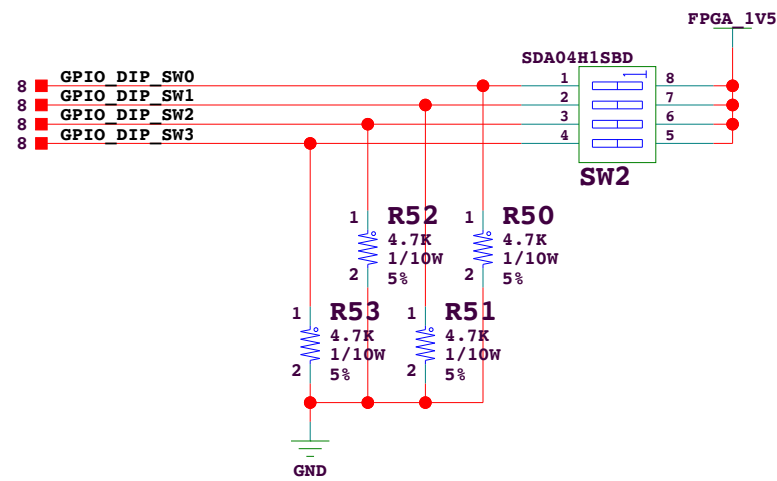 FPGA_1V5
SDA04H1SBD
8 GPIO_DIP_SW0 1 8
8 GPIO_DIP_SW1 2 7
8 GPIO_DIP_SW2 3 6
8 GPIO_DIP_SW3 4 5
SW2
1 R52 1 R50
4.7K 4.7K
1/10W 1/10W
2 5% 2 5%
1 R53 1 R51
4.7K 4.7K
1/10W 1/10W
2 5% 2 5%
GND